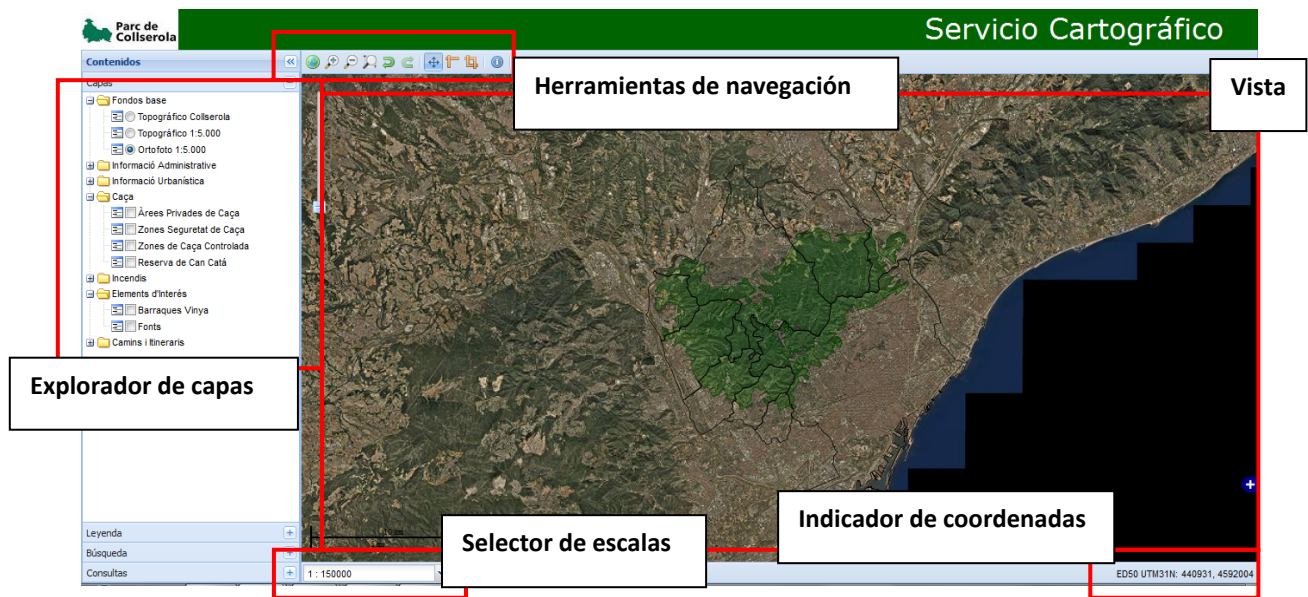 Parc de
Collserola
Servicio Cartográfico
Contenidos
Capas
Herramientas de navegación
Vista
Fondos base
Topográfico Collserola
Topográfico 1:5.000
Ortofoto 1:5.000
Informació Administrative
Informació Urbanística
Caça
Àrees Privades de Caça
Zones Seguretat de Caça
Zones de Caça Controlada
Reserva de Can Catá
Incendis
Elements d'Interés
Barraques Vinya
Fonts
Camins i Itineraris
Explorador de capas
Leyenda
Búsqueda
Consultas
Selector de escalas
Indicador de coordenadas
1 : 150000
ED50 UTM31N: 440931, 4592004